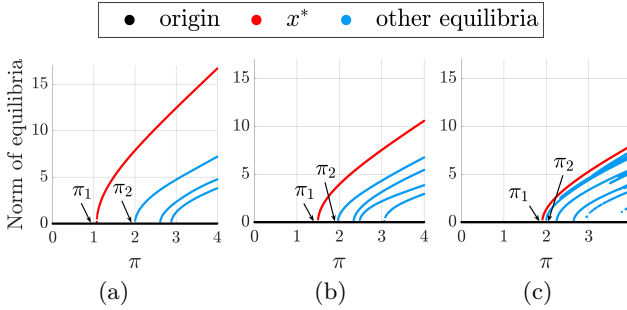 origin x* other equilibria
Norm of equilibria
15
10
5
0
π₁
π₂
0 1 2 3 4
π
(a)
15
10
5
0
π₁
π₂
0 1 2 3 4
π
(b)
15
10
5
0
π₁
π₂
0 1 2 3
π
(c)